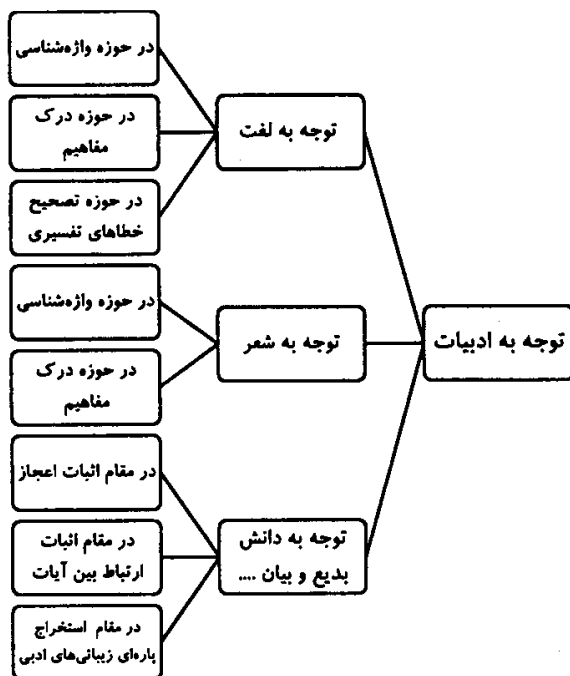 توجه به ادبیات
توجه به لغت
در حوزه واژه‌شناسی
در حوزه درک
مفاهیم
در حوزه تصحیح
خطاهای تفسیری
توجه به شعر
در حوزه واژه‌شناسی
در حوزه درک
مفاهیم
توجه به دانش
بدیع و بیان ....
در مقام اثبات اعجاز
در مقام اثبات
ارتباط بین آیات
در مقام استخراج
پاره‌ای زیبائی‌های ادبی